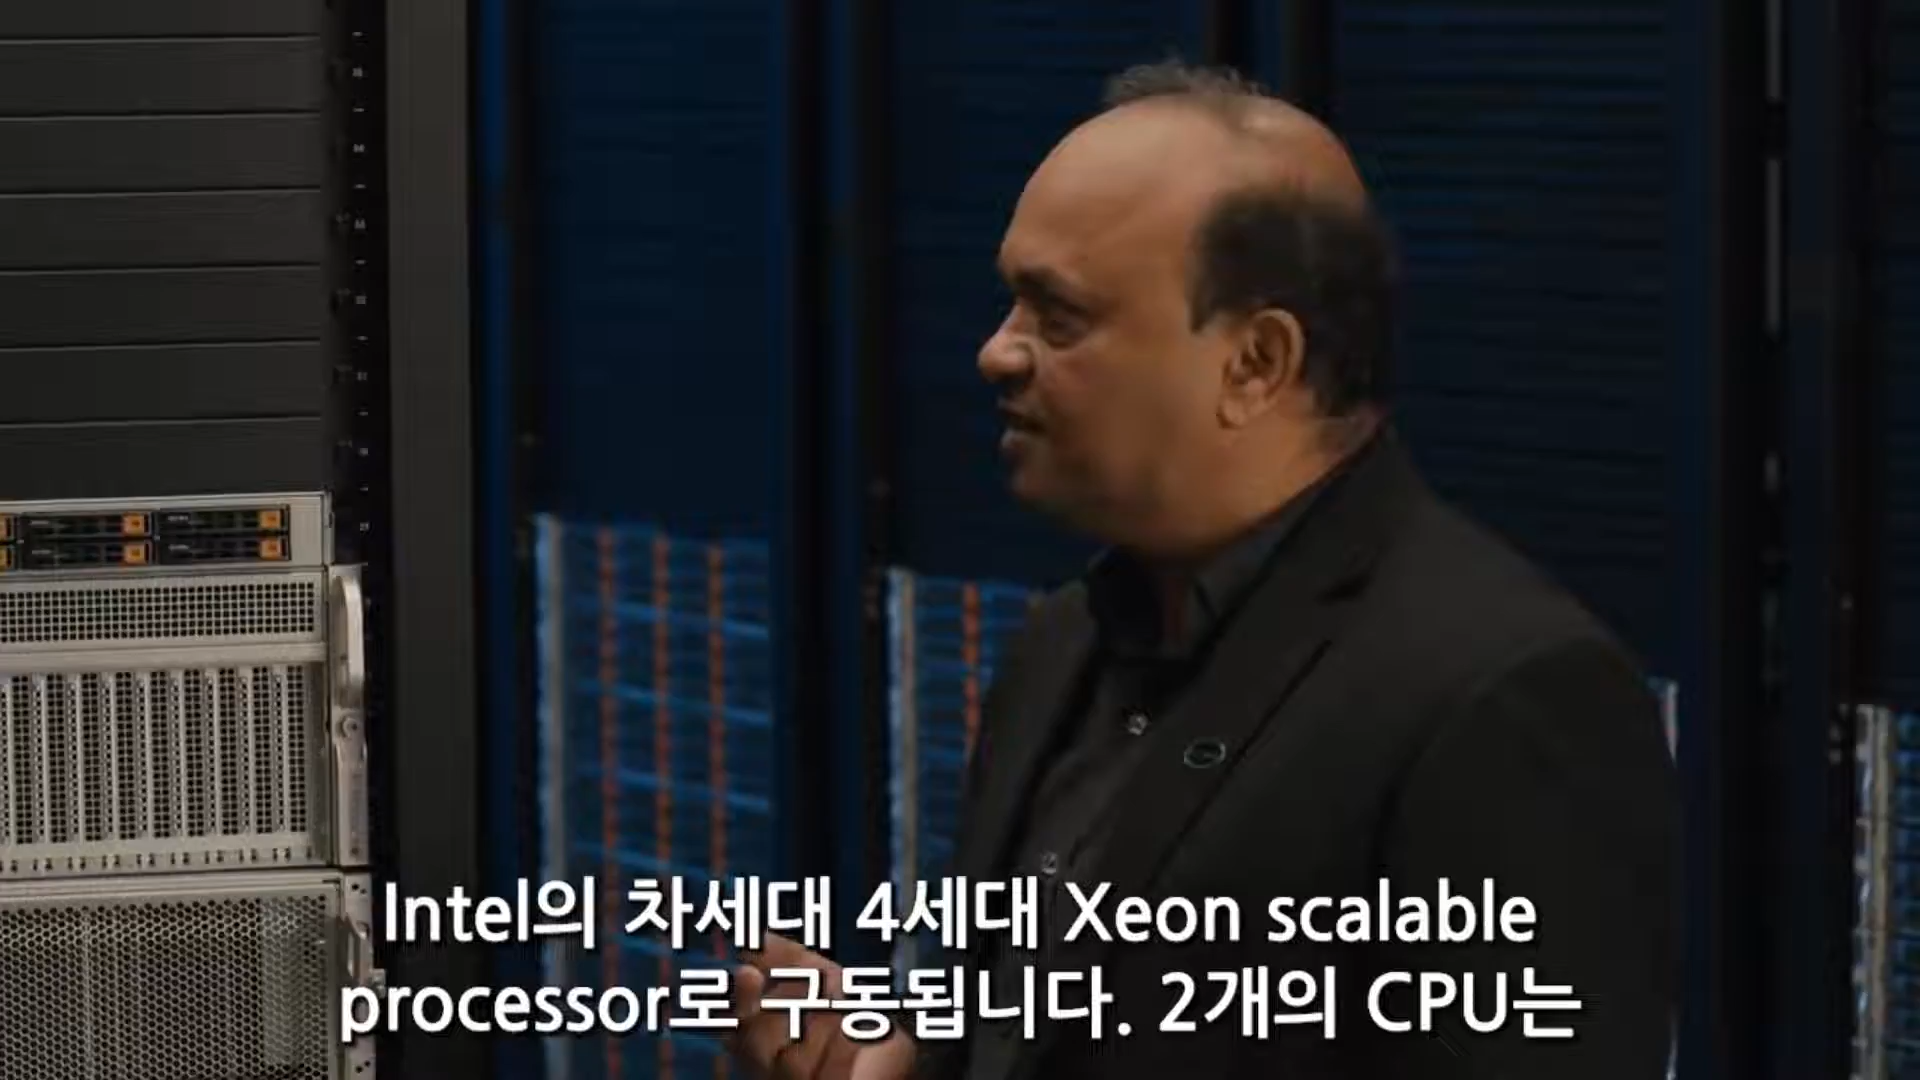 Intel의 차세대 4세대 Xeon scalable
processor로 구동됩니다. 2개의 CPU는